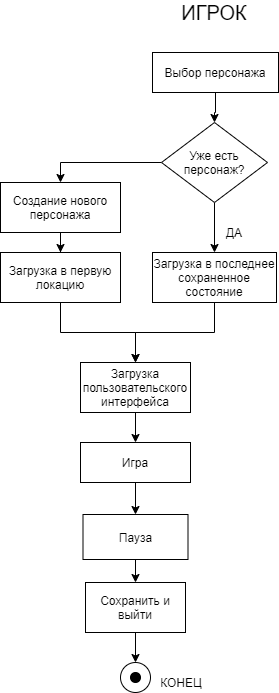 ИГРОК
Выбор персонажа
Уже есть
персонаж?
Создание нового
персонажа
ДА
Загрузка в первую
локацию
Загрузка в последнее
сохраненное
состояние
Загрузка
пользовательского
интерфейса
Игра
Пауза
Сохранить и
выйти
КОНЕЦ